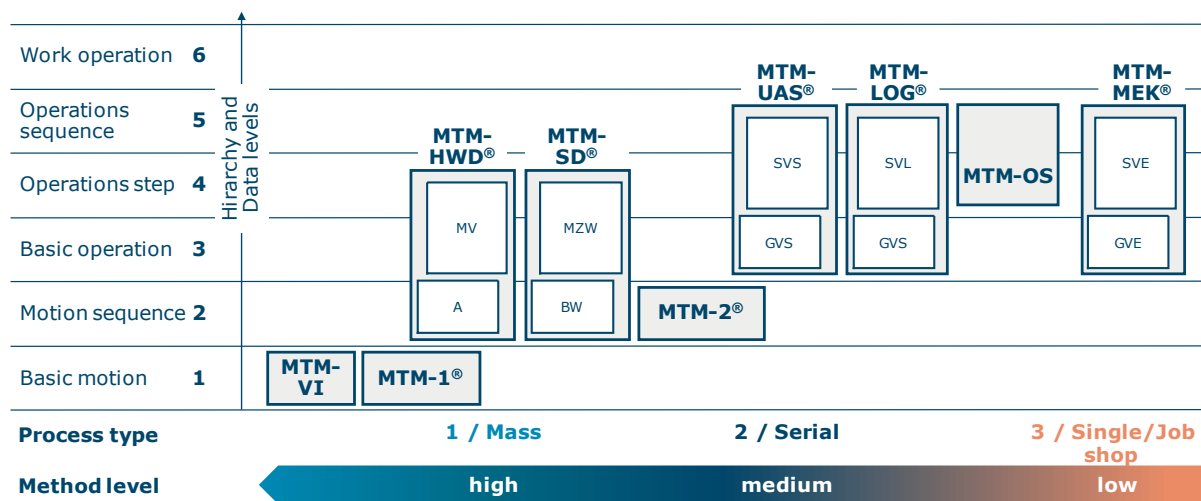 Work operation 6
MTM-
UAS®
MTM-
LOG®
MTM-
MEK®
Operations
sequence 5
Hirarchy and
Data levels
MTM-
HWD®
MTM-
SD®
SVS
SVL
MTM-OS
SVE
Operations step 4
MV
MZW
Basic operation 3
GVS
GVS
GVE
Motion sequence 2
A
BW
MTM-2®
Basic motion 1
MTM-
VI
MTM-1®
Process type
1 / Mass
2 / Serial
3 / Single/Job
shop
Method level
high
medium
low